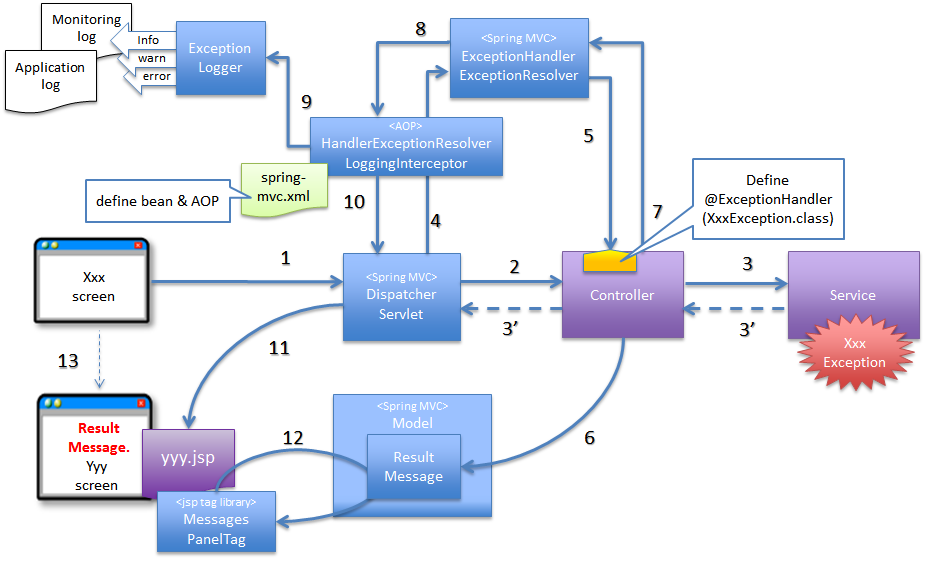 Monitoring
log
Application
log
Info
warn
error
Exception
Logger
8
<Spring MVC>
ExceptionHandler
ExceptionResolver
9
<AOP>
HandlerExceptionResolver
LoggingInterceptor
5
Define
@ExceptionHandler
(XxxException.class)
spring-
mvc.xml
define bean & AOP
10
4
7
Xxx
screen
1
<Spring MVC>
Dispatcher
Servlet
2
3’
Controller
3
3’
Service
Xxx
Exception
13
11
6
Result
Message.
Yyy
screen
yyy.jsp
<jsp tag library>
Messages
PanelTag
12
<Spring MVC>
Model
Result
Message